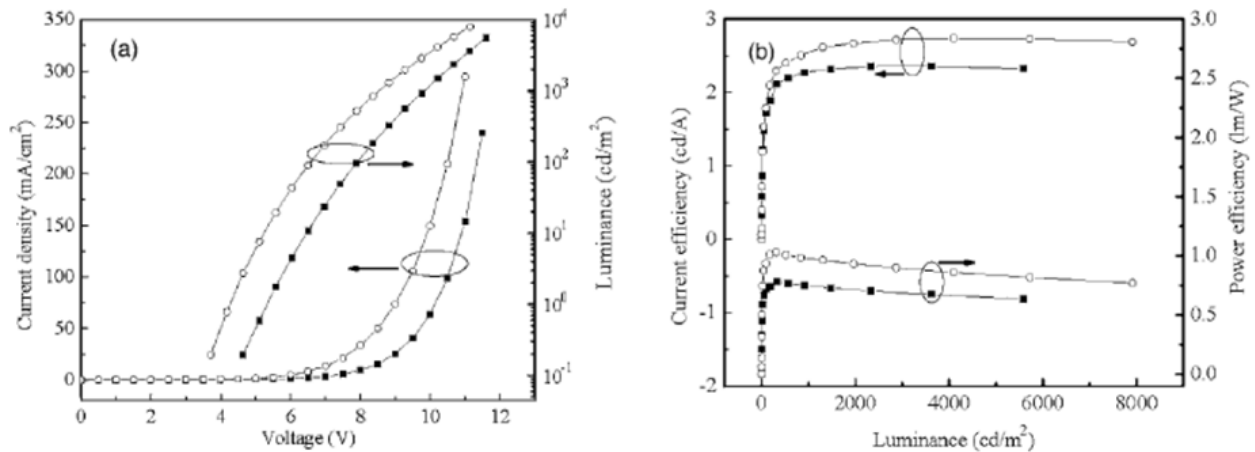 (a)
350
300
250
200
150
100
50
0
Current density (mA/cm²)
10⁴
10³
10²
10¹
10⁰
10⁻¹
Luminance (cd/m²)
0 2 4 6 8 10 12
Voltage (V)
(b)
3
2
1
0
-1
-2
Current efficiency (cd/A)
3.0
2.5
2.0
1.5
1.0
0.5
0.0
Power efficiency (lm/W)
0 2000 4000 6000 8000
Luminance (cd/m²)